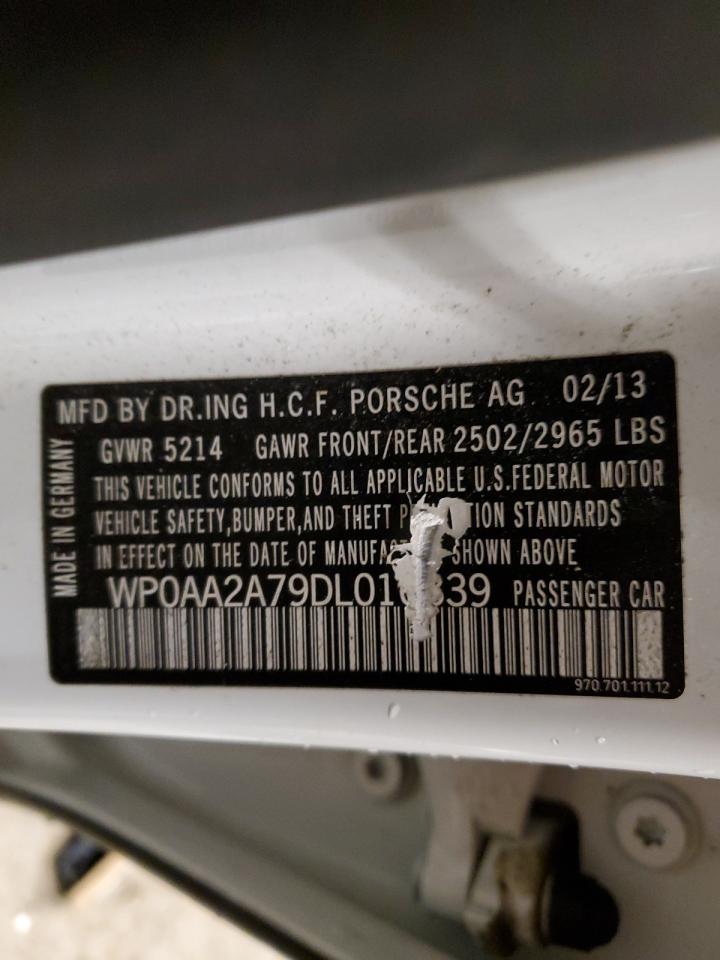 MFD BY DR.ING H.C.F. PORSCHE AG 02/13
GVWR 5214 GAWR FRONT/REAR 2502/2965 LBS
THIS VEHICLE CONFORMS TO ALL APPLICABLE U.S.FEDERAL MOTOR
VEHICLE SAFETY,BUMPER,AND THEFT STANDARDS
IN EFFECT ON THE DATE OF SHOWN ABOVE
PASSENGER CAR
970.701.111.12
MADE IN GERMANY